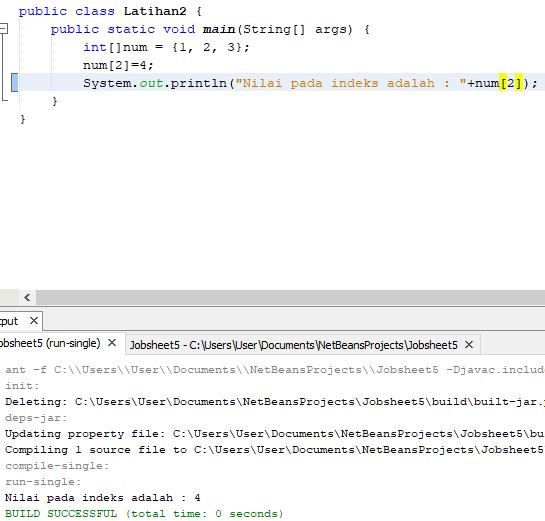 public class Latihan2 {
public static void main(String[] args) {
int[]num = {1, 2, 3};
num[2]=4;
System.out.println("Nilai pada indeks adalah : "+num[2]);
}
}
tput
Jobsheet5 - C:\Users\User\Documents\NetBeansProjects\Jobsheet5
obsheet5 (run-single)
ant -f C:\\Users\\User\\Documents\\NetBeansProjects\\Jobsheet5 -Djavac.include
init:
Deleting: C:\Users\User\Documents\NetBeansProjects\Jobsheet5\build\built-jar.
deps-jar:
Updating property file: C:\Users\User\Documents\NetBeansProjects\Jobsheet5\bu
Compiling 1 source file to C:\Users\User\Documents\NetBeansProjects\Jobsheet5
compile-single:
run-single:
Nilai pada indeks adalah : 4
BUILD SUCCESSFUL (total time: 0 seconds)